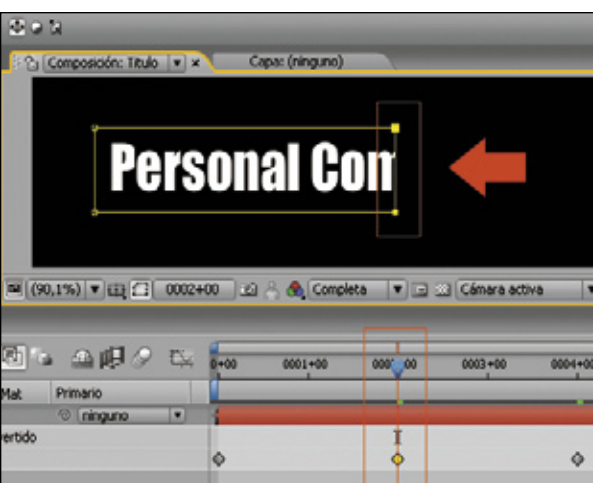 Composición: Título
Capa: (ninguno)
Personal Com
(90,1%) 0002+00 Completa Cámara activa
0+00 0001+00 0003+00 0004+00
Mat Primario
ninguno